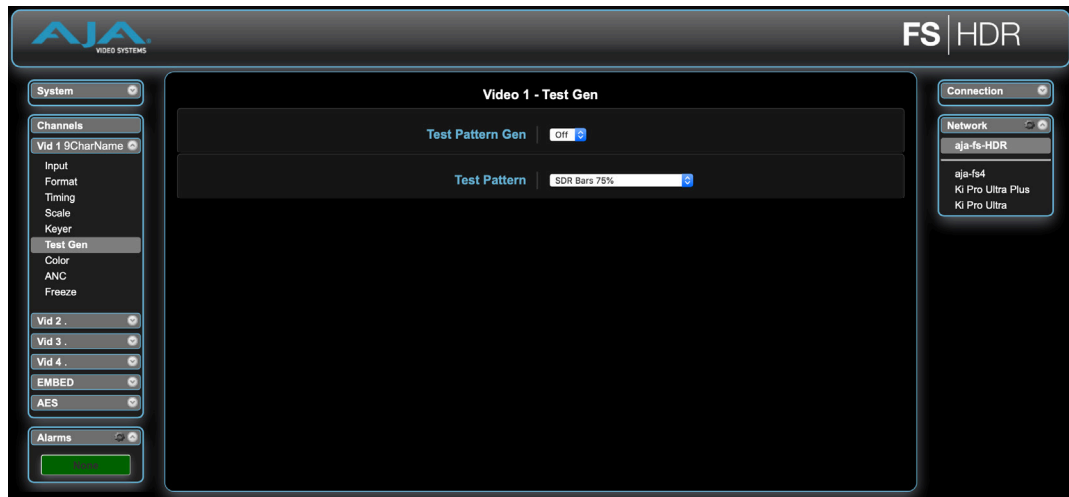 AJA
VIDEO SYSTEMS
FS HDR
System
Channels
Vid 1 9CharName
Input
Format
Timing
Scale
Keyer
Test Gen
Color
ANC
Freeze
Vid 2 .
Vid 3 .
Vid 4 .
EMBED
AES
Alarms
None
Video 1 - Test Gen
Test Pattern Gen Off
Test Pattern SDR Bars 75%
Connection
Network
aja-fs-HDR
aja-fs4
Ki Pro Ultra Plus
Ki Pro Ultra